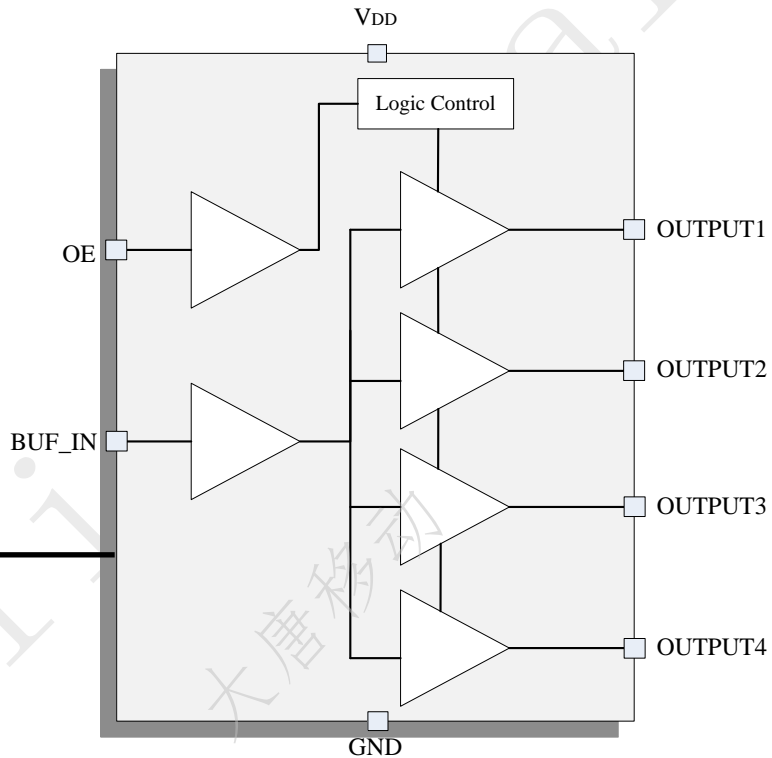 VDD
Logic Control
OE
OUTPUT1
OUTPUT2
BUF_IN
OUTPUT3
OUTPUT4
GND
大唐移动